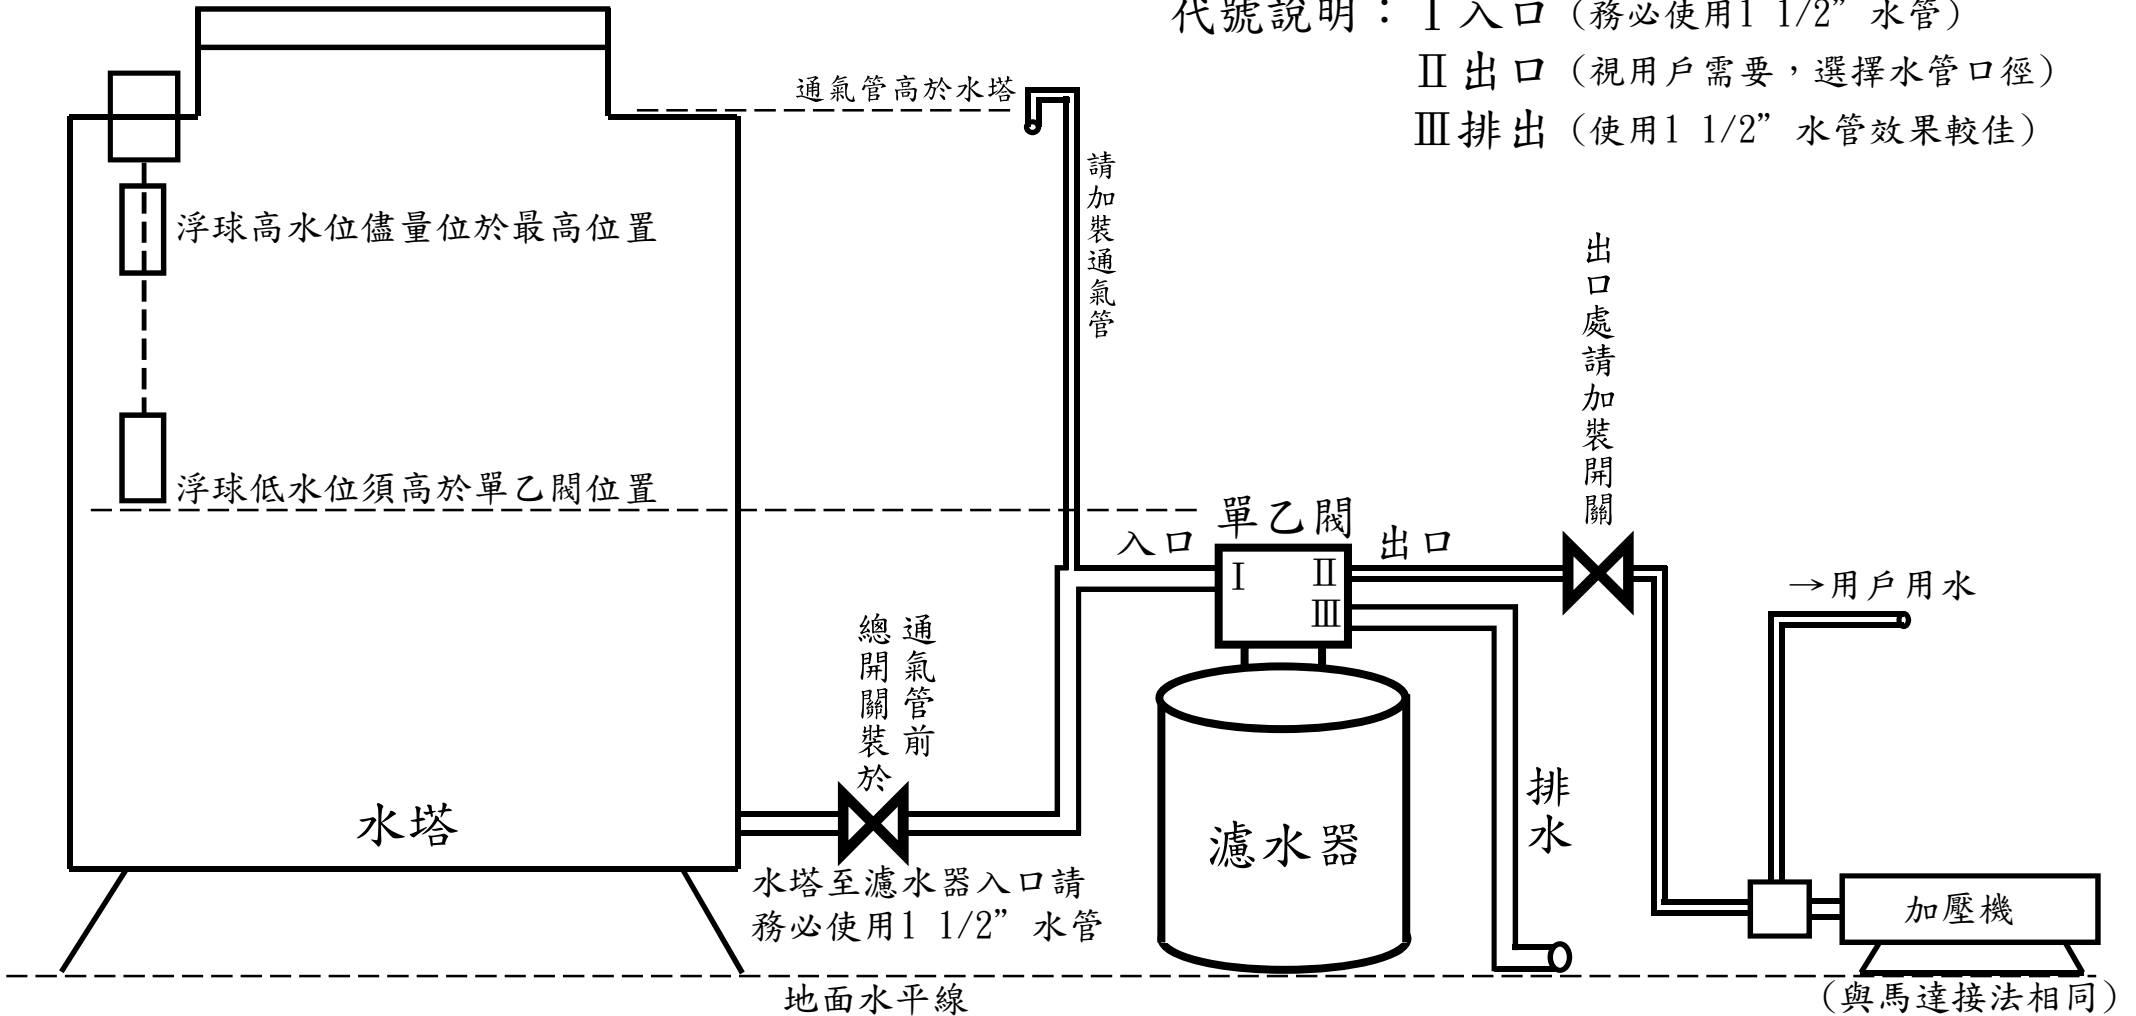 代號說明：Ⅰ入口（務必使用1 1/2”水管）
Ⅱ出口（視用戶需要，選擇水管口徑）
Ⅲ排出（使用1 1/2”水管效果較佳）
通氣管高於水塔
請加裝通氣管
浮球高水位儘量位於最高位置
出口處請加裝開關
浮球低水位須高於單乙閥位置
單乙閥
入口
出口
Ⅰ
Ⅱ
Ⅲ
→用戶用水
總開關裝於
通氣管前
水塔
濾水器
排水
水塔至濾水器入口請
務必使用1 1/2”水管
加壓機
地面水平線
（與馬達接法相同）